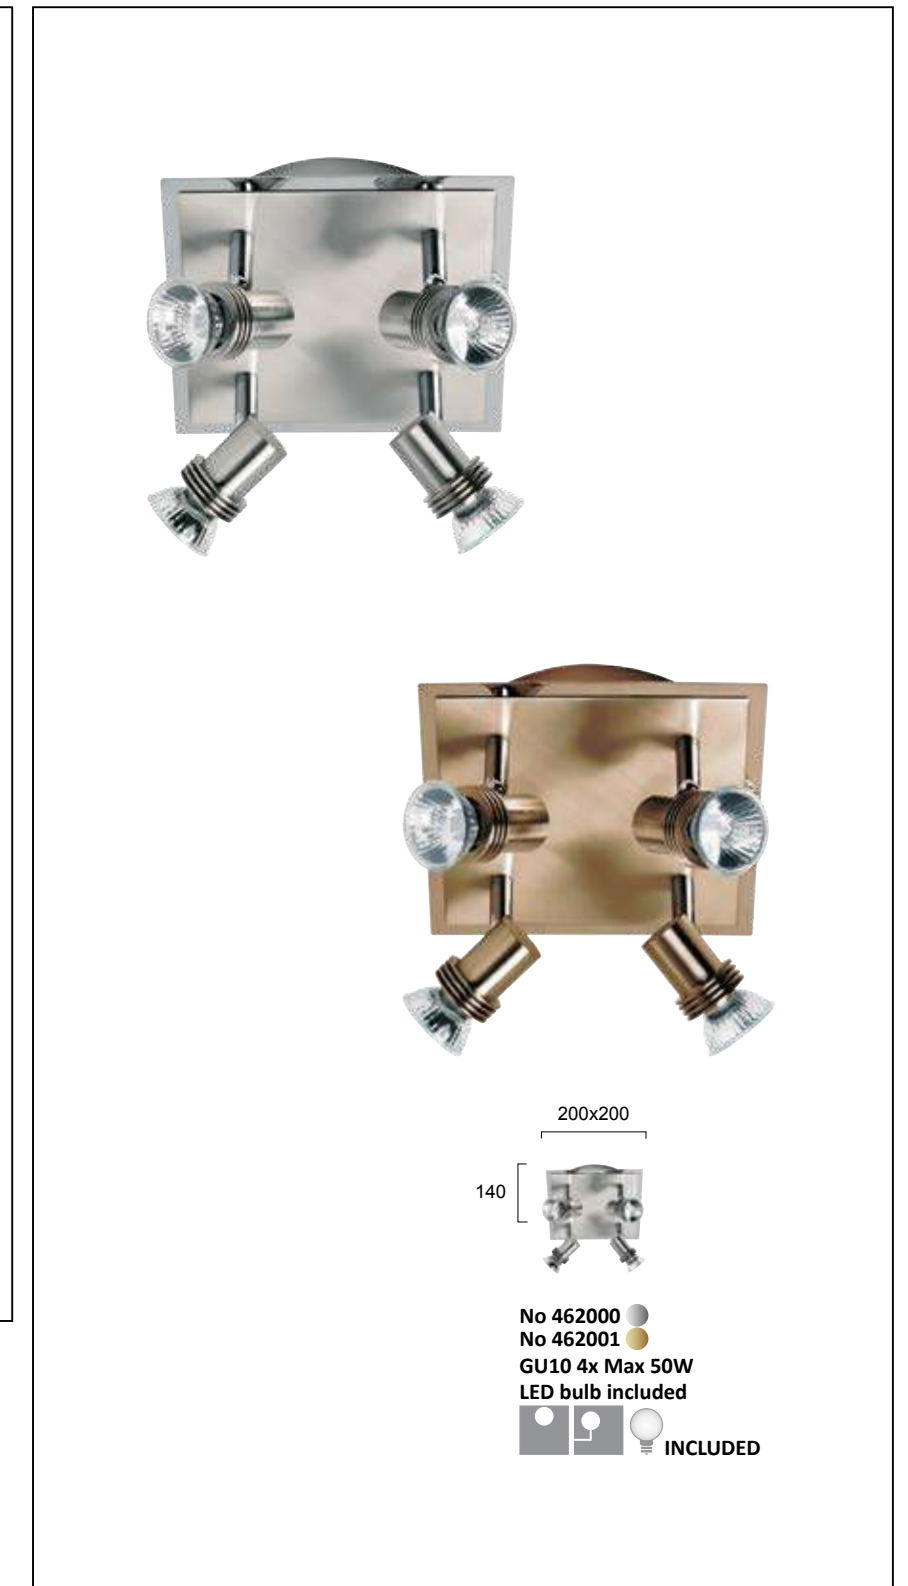 200x200
140
No 462000
No 462001
GU10 4x Max 50W
LED bulb included
INCLUDED